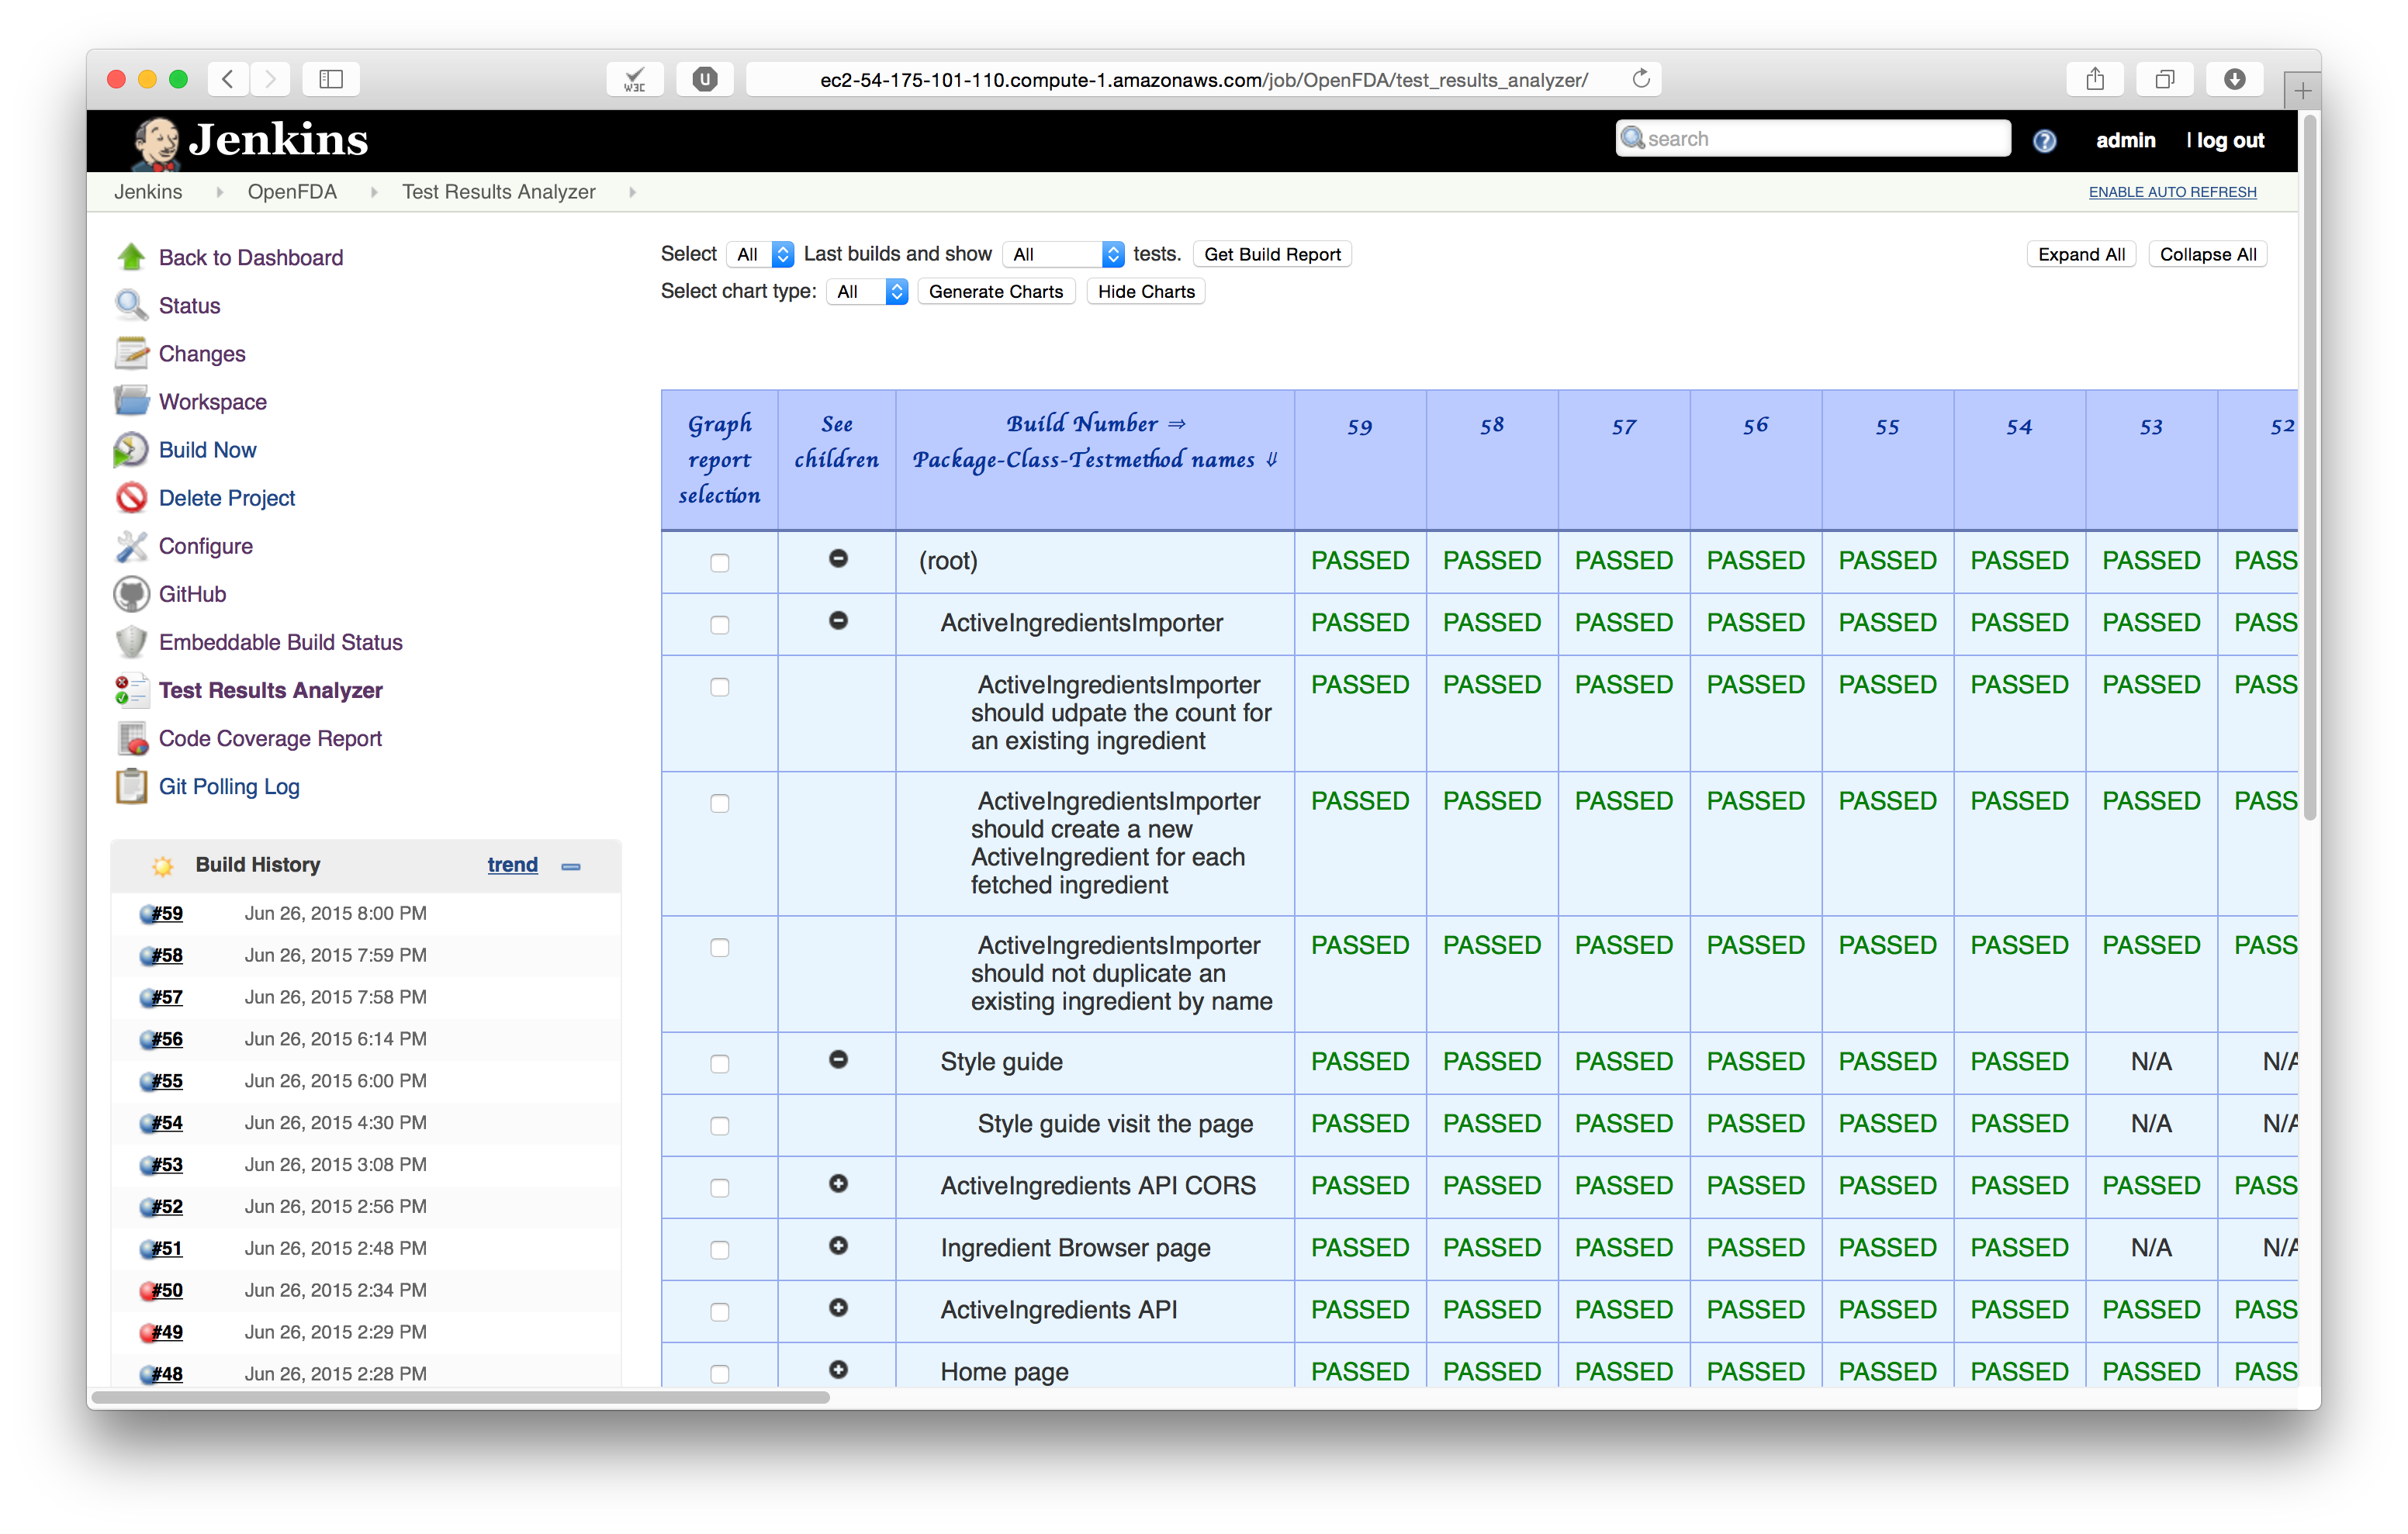 W3C
U
ec2-54-175-101-110.compute-1.amazonaws.com/job/OpenFDA/test_results_analyzer/
Jenkins
search
?
admin
| log out
Jenkins
OpenFDA
Test Results Analyzer
ENABLE AUTO REFRESH
Back to Dashboard
Status
Changes
Workspace
Build Now
Delete Project
Configure
GitHub
Embeddable Build Status
Test Results Analyzer
Code Coverage Report
Git Polling Log
Build History trend
#59 Jun 26, 2015 8:00 PM
#58 Jun 26, 2015 7:59 PM
#57 Jun 26, 2015 7:58 PM
#56 Jun 26, 2015 6:14 PM
#55 Jun 26, 2015 6:00 PM
#54 Jun 26, 2015 4:30 PM
#53 Jun 26, 2015 3:08 PM
#52 Jun 26, 2015 2:56 PM
#51 Jun 26, 2015 2:48 PM
#50 Jun 26, 2015 2:34 PM
#49 Jun 26, 2015 2:29 PM
#48 Jun 26, 2015 2:28 PM
Select All Last builds and show All tests. Get Build Report
Expand All Collapse All
Select chart type: All Generate Charts Hide Charts
Graph
report
selection
See
children
Build Number ⇒
Package-Class-Testmethod names ⇓
59 58 57 56 55 54 53 52
(root) PASSED PASSED PASSED PASSED PASSED PASSED PASSED PASS
ActiveIngredientsImporter PASSED PASSED PASSED PASSED PASSED PASSED PASSED PASS
ActiveIngredientsImporter PASSED PASSED PASSED PASSED PASSED PASSED PASSED PASS
should udpate the count for
an existing ingredient
ActiveIngredientsImporter PASSED PASSED PASSED PASSED PASSED PASSED PASSED PASS
should create a new
ActiveIngredient for each
fetched ingredient
ActiveIngredientsImporter PASSED PASSED PASSED PASSED PASSED PASSED PASSED PASS
should not duplicate an
existing ingredient by name
Style guide PASSED PASSED PASSED PASSED PASSED PASSED N/A N/A
Style guide visit the page PASSED PASSED PASSED PASSED PASSED PASSED N/A N/A
ActiveIngredients API CORS PASSED PASSED PASSED PASSED PASSED PASSED PASSED PASS
Ingredient Browser page PASSED PASSED PASSED PASSED PASSED PASSED N/A N/A
ActiveIngredients API PASSED PASSED PASSED PASSED PASSED PASSED PASSED PASS
Home page PASSED PASSED PASSED PASSED PASSED PASSED PASSED PASS